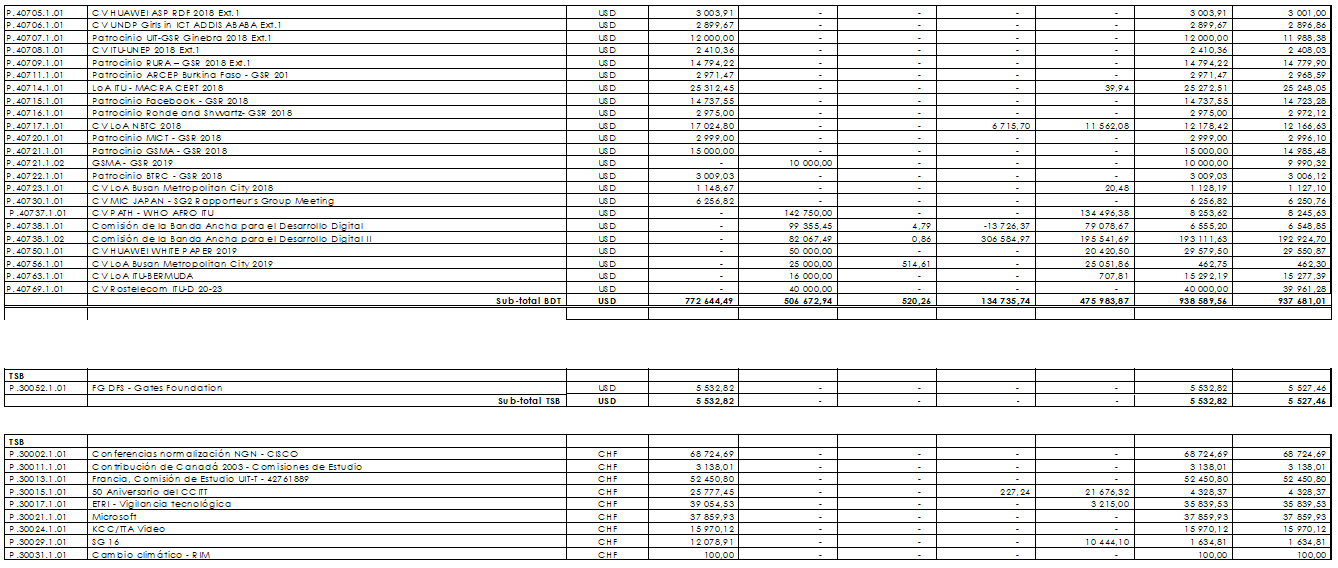 P.40705.1.01 CV HUAWEI ASP RDF 2018 Ext.1 USD 3 003,91 - - - - 3 003,91 3 001,00
P.40706.1.01 CV UNDP Girls in ICT ADDIS ABABA Ext.1 USD 2 899,67 - - - - 2 899,67 2 896,86
P.40707.1.01 Patrocinio UIT-GSR Ginebra 2018 Ext.1 USD 12 000,00 - - - - 12 000,00 11 988,38
P.40708.1.01 CV ITU-UNEP 2018 Ext.1 USD 2 410,36 - - - - 2 410,36 2 408,03
P.40709.1.01 Patrocinio RURA – GSR 2018 Ext.1 USD 14 794,22 - - - - 14 794,22 14 779,90
P.40711.1.01 Patrocinio ARCEP Burkina Faso - GSR 201 USD 2 971,47 - - - - 2 971,47 2 968,59
P.40714.1.01 LoA ITU - MACRA CERT 2018 USD 25 312,45 - - - 39,94 25 272,51 25 248,05
P.40715.1.01 Patrocinio Facebook - GSR 2018 USD 14 737,55 - - - - 14 737,55 14 723,28
P.40716.1.01 Patrocinio Rohde and Shwartz- GSR 2018 USD 2 975,00 - - - - 2 975,00 2 972,12
P.40717.1.01 CV LoA NBTC 2018 USD 17 024,80 - - 6 715,70 11 562,08 12 178,42 12 166,63
P.40720.1.01 Patrocinio MICT - GSR 2018 USD 2 999,00 - - - - 2 999,00 2 996,10
P.40721.1.01 Patrocinio GSMA - GSR 2018 USD 15 000,00 - - - - 15 000,00 14 985,48
P.40721.1.02 GSMA - GSR 2019 USD - 10 000,00 - - - 10 000,00 9 990,32
P.40722.1.01 Patrocinio BTRC - GSR 2018 USD 3 009,03 - - - - 3 009,03 3 006,12
P.40723.1.01 CV LoA Busan Metropolitan City 2018 USD 1 148,67 - - - 20,48 1 128,19 1 127,10
P.40730.1.01 CV MIC JAPAN - SG2 Rapporteur's Group Meeting USD 6 256,82 - - - - 6 256,82 6 250,76
P.40737.1.01 CV PATH - WHO AFRO ITU USD - 142 750,00 - - 134 496,38 8 253,62 8 245,63
P.40738.1.01 Comisión de la Banda Ancha para el Desarrollo Digital USD - 99 355,45 4,79 -13 726,37 79 078,67 6 555,20 6 548,85
P.40738.1.02 Comisión de la Banda Ancha para el Desarrollo Digital II USD - 82 067,49 0,86 306 584,97 195 541,69 193 111,63 192 924,70
P.40750.1.01 CV HUAWEI WHITE PAPER 2019 USD - 50 000,00 - - 20 420,50 29 579,50 29 550,87
P.40756.1.01 CV LoA Busan Metropolitan City 2019 USD - 25 000,00 514,61 - 25 051,86 462,75 462,30
P.40763.1.01 CV LoA ITU-BERMUDA USD - 16 000,00 - - 707,81 15 292,19 15 277,39
P.40769.1.01 CV Rostelecom ITU-D 20-23 USD - 40 000,00 - - - 40 000,00 39 961,28
Sub-total BDT USD 772 644,49 506 672,94 520,26 134 735,74 475 983,87 938 589,56 937 681,01
TSB
P.30052.1.01 FG DFS - Gates Foundation USD 5 532,82 - - - - 5 532,82 5 527,46
Sub-total TSB USD 5 532,82 - - - - 5 532,82 5 527,46
TSB
P.30002.1.01 Conferencias normalización NGN - CISCO CHF 68 724,69 - - - - 68 724,69 68 724,69
P.30011.1.01 Contribución de Canadá 2003 - Comisiones de Estudio CHF 3 138,01 - - - - 3 138,01 3 138,01
P.30013.1.01 Francia, Comisión de Estudio UIT-T - 42761889 CHF 52 450,80 - - - - 52 450,80 52 450,80
P.30015.1.01 50 Aniversario del CCITT CHF 25 777,45 - - 227,24 21 676,32 4 328,37 4 328,37
P.30017.1.01 ETRI - Vigilancia tecnológica CHF 39 054,53 - - - 3 215,00 35 839,53 35 839,53
P.30021.1.01 Microsoft CHF 37 859,93 - - - - 37 859,93 37 859,93
P.30024.1.01 KCC/TTA Video CHF 15 970,12 - - - - 15 970,12 15 970,12
P.30029.1.01 SG 16 CHF 12 078,91 - - - 10 444,10 1 634,81 1 634,81
P.30031.1.01 Cambio climático - RIM CHF 100,00 - - - - 100,00 100,00